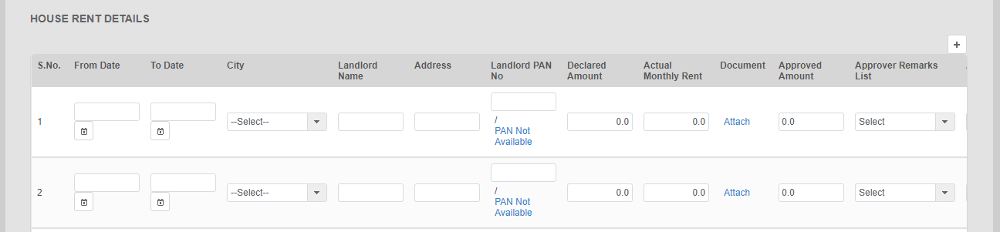 HOUSE RENT DETAILS
+
S.No. From Date To Date City Landlord Name Address Landlord PAN No Declared Amount Actual Monthly Rent Document Approved Amount Approver Remarks List
1 --Select-- / PAN Not Available 0.0 0.0 Attach 0.0 Select
2 --Select-- / PAN Not Available 0.0 0.0 Attach 0.0 Select